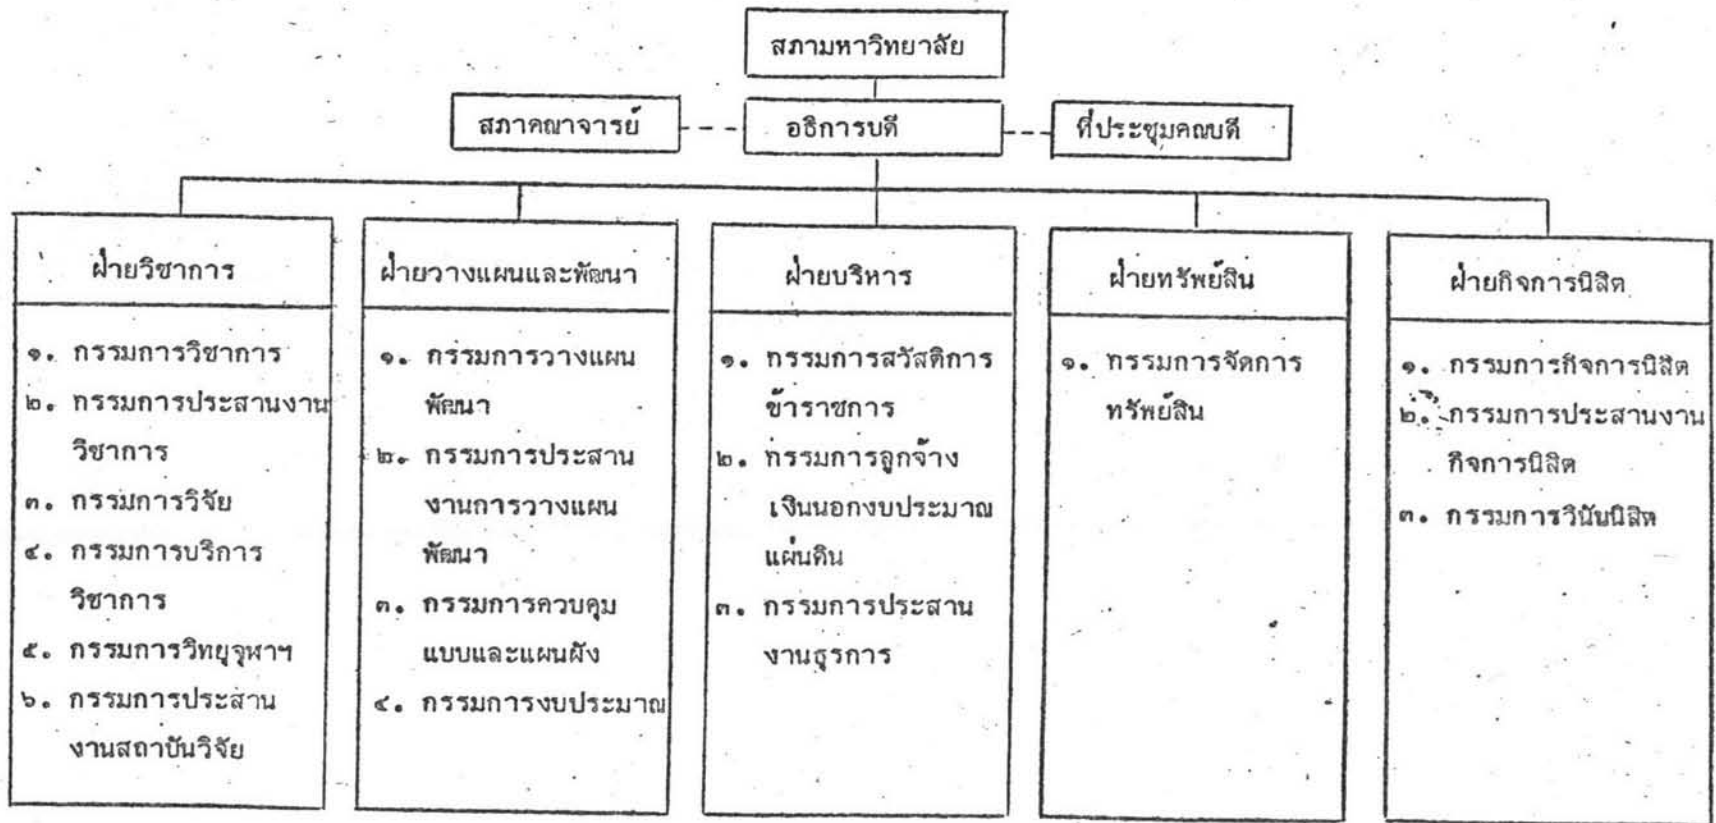 สภามหาวิทยาลัย
สภาคณาจารย์
อธิการบดี
ที่ประชุมคณบดี
ฝ่ายวิชาการ
๑. กรรมการวิชาการ
๒. กรรมการประสานงาน
วิชาการ
๓. กรรมการวิจัย
๔. กรรมการบริการ
วิชาการ
๕. กรรมการวิทยุจุฬาฯ
๖. กรรมการประสาน
งานสถาบันวิจัย
ฝ่ายวางแผนและพัฒนา
๑. กรรมการวางแผน
พัฒนา
๒. กรรมการประสาน
งานการวางแผน
พัฒนา
๓. กรรมการควบคุม
แบบและแผนผัง
๔. กรรมการงบประมาณ
ฝ่ายบริหาร
๑. กรรมการสวัสดิการ
ข้าราชการ
๒. กรรมการลูกจ้าง
เงินนอกงบประมาณ
แผ่นดิน
๓. กรรมการประสาน
งานธุรการ
ฝ่ายทรัพย์สิน
๑. กรรมการจัดการ
ทรัพย์สิน
ฝ่ายกิจการนิสิต
๑. กรรมการกิจการนิสิต
๒. กรรมการประสานงาน
กิจการนิสิต
๓. กรรมการวินัยนิสิต